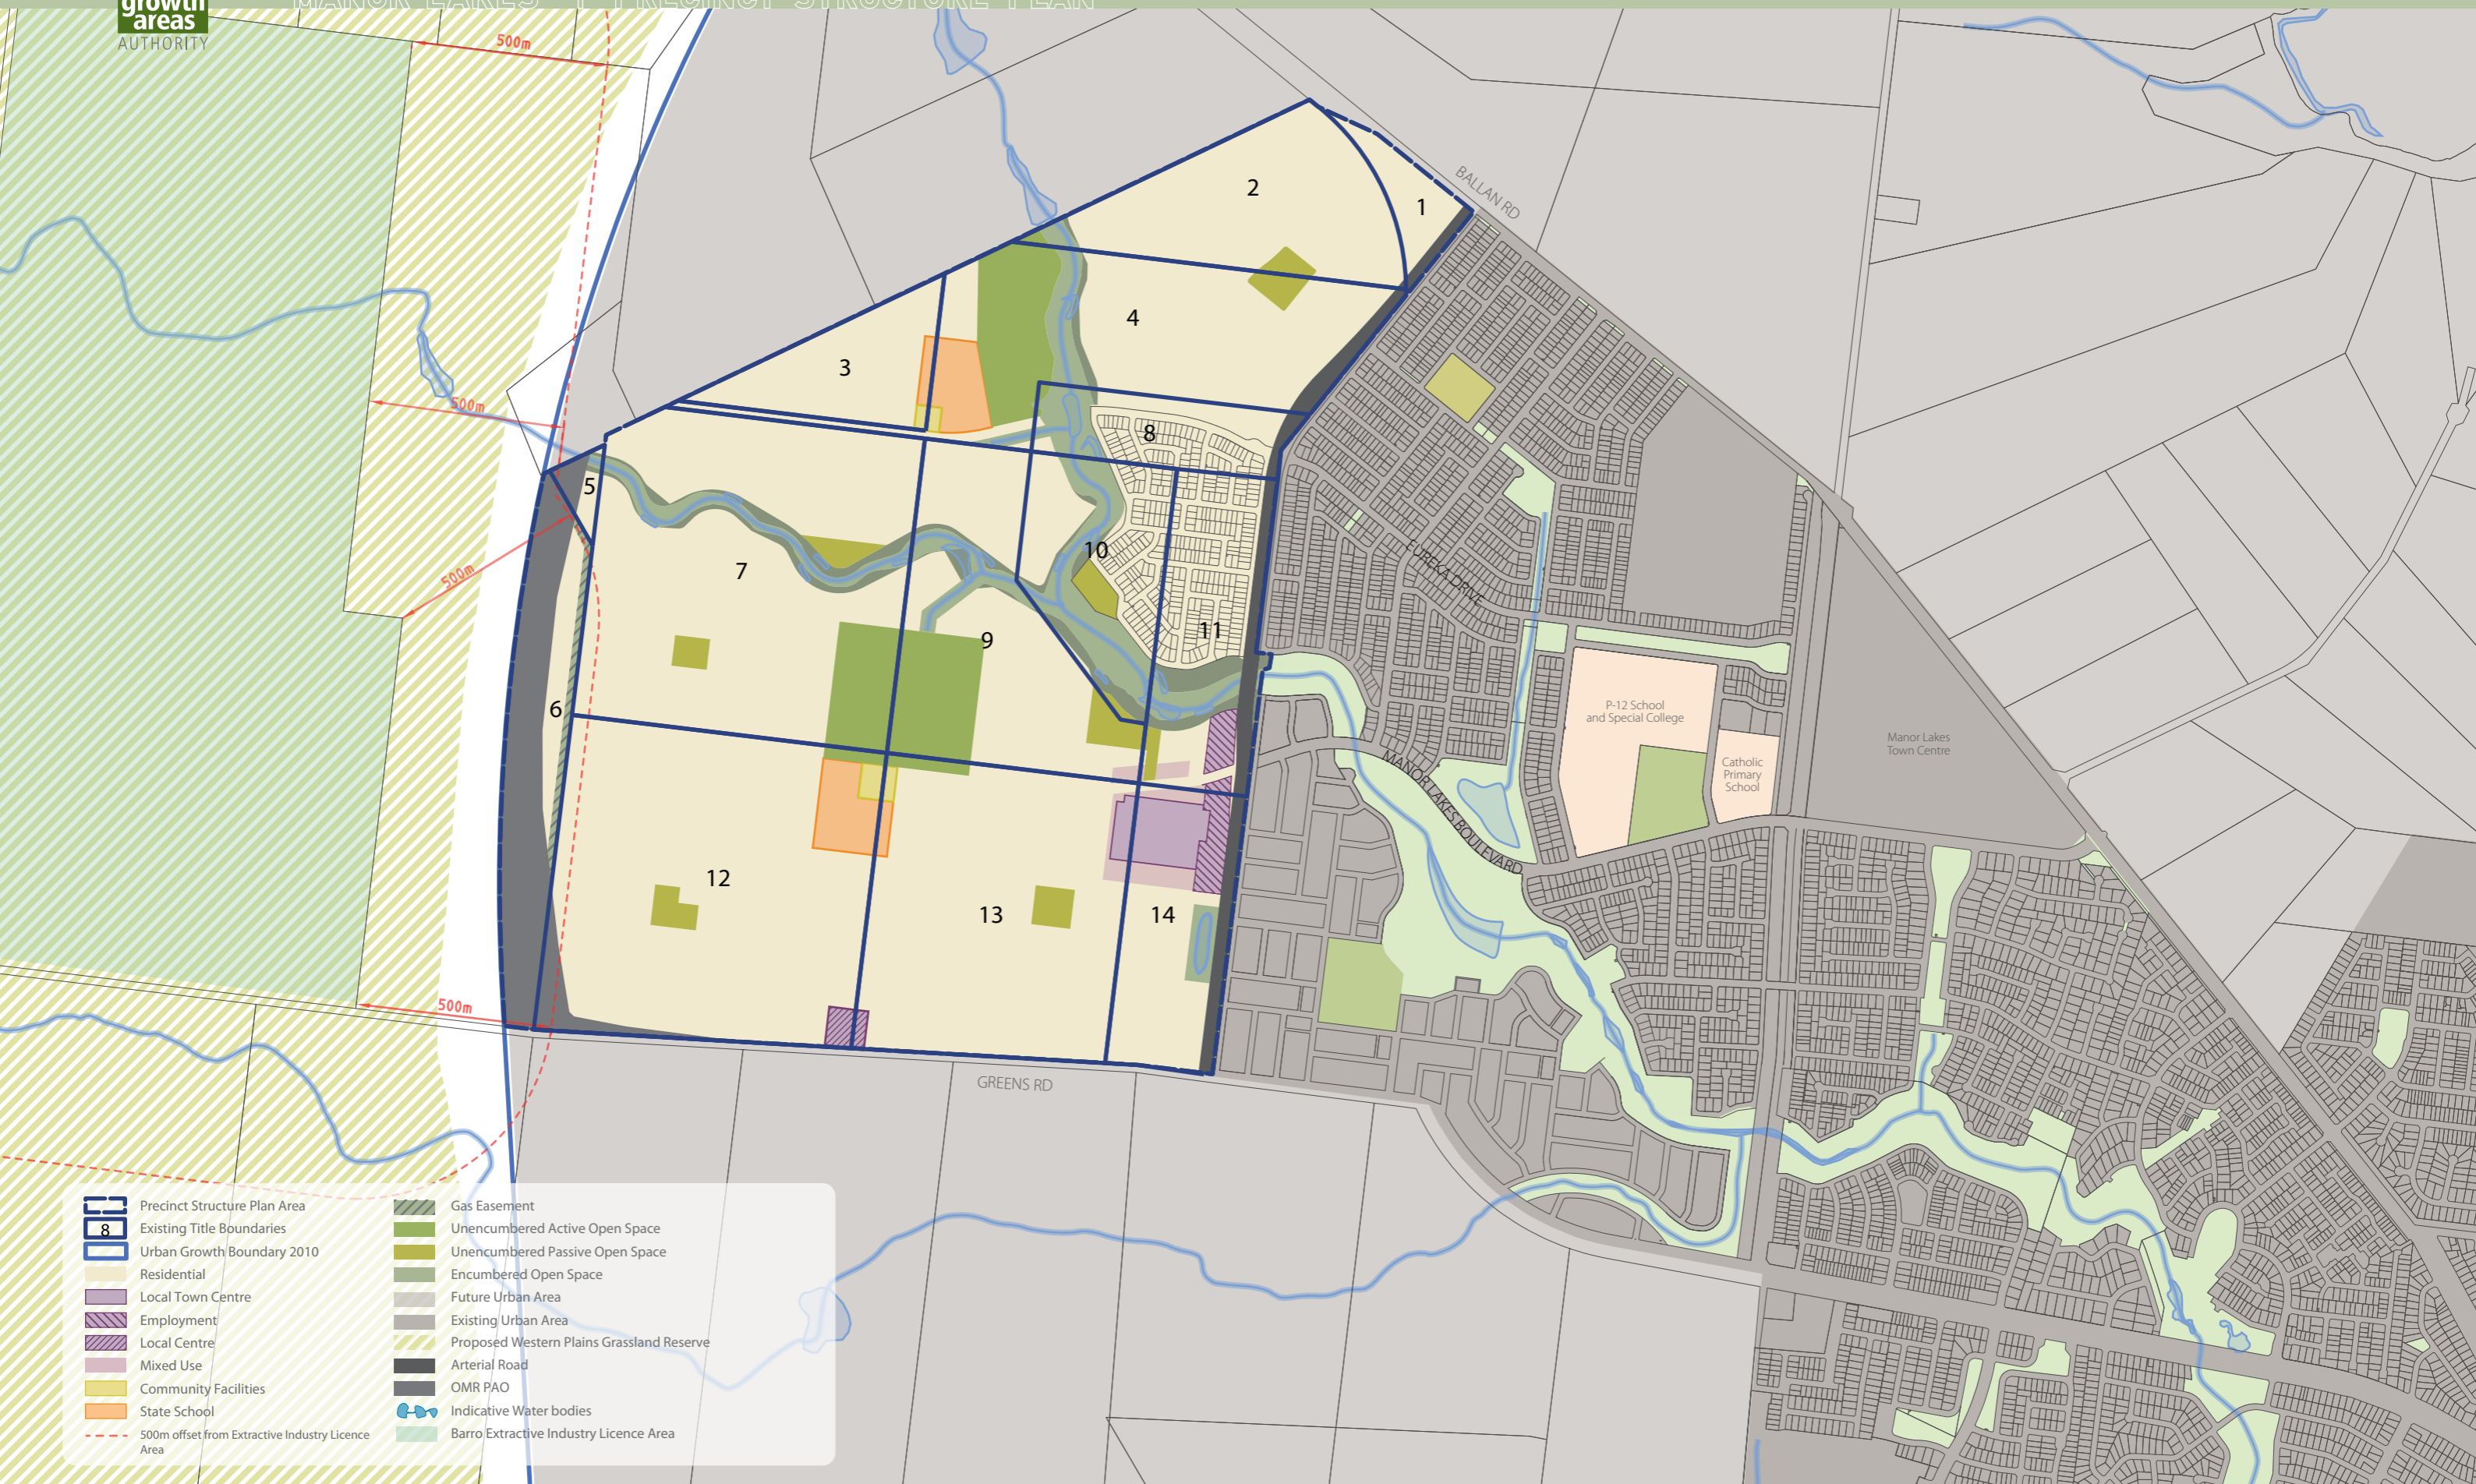 growth
areas
AUTHORITY
MANOR LAKES
PRECINCT STRUCTURE PLAN
500m
500m
500m
500m
BALLAN RD
EUREKA DRIVE
MANOR LAKES BOULEVARD
GREENS RD
1
2
3
4
5
6
7
8
9
10
11
12
13
14
P-12 School
and Special College
Catholic
Primary
School
Manor Lakes
Town Centre
Precinct Structure Plan Area
8 Existing Title Boundaries
Urban Growth Boundary 2010
Residential
Local Town Centre
Employment
Local Centre
Mixed Use
Community Facilities
State School
500m offset from Extractive Industry Licence
Area
Gas Easement
Unencumbered Active Open Space
Unencumbered Passive Open Space
Encumbered Open Space
Future Urban Area
Existing Urban Area
Proposed Western Plains Grassland Reserve
Arterial Road
OMR PAO
Indicative Water bodies
Barro Extractive Industry Licence Area